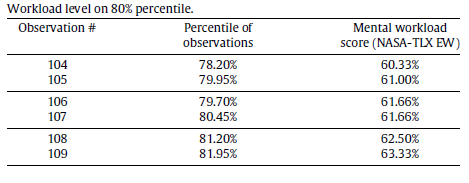 Workload level on 80% percentile.
Observation # Percentile of observations Mental workload score (NASA-TLX EW)
104 78.20% 60.33%
105 79.95% 61.00%
106 79.70% 61.66%
107 80.45% 61.66%
108 81.20% 62.50%
109 81.95% 63.33%